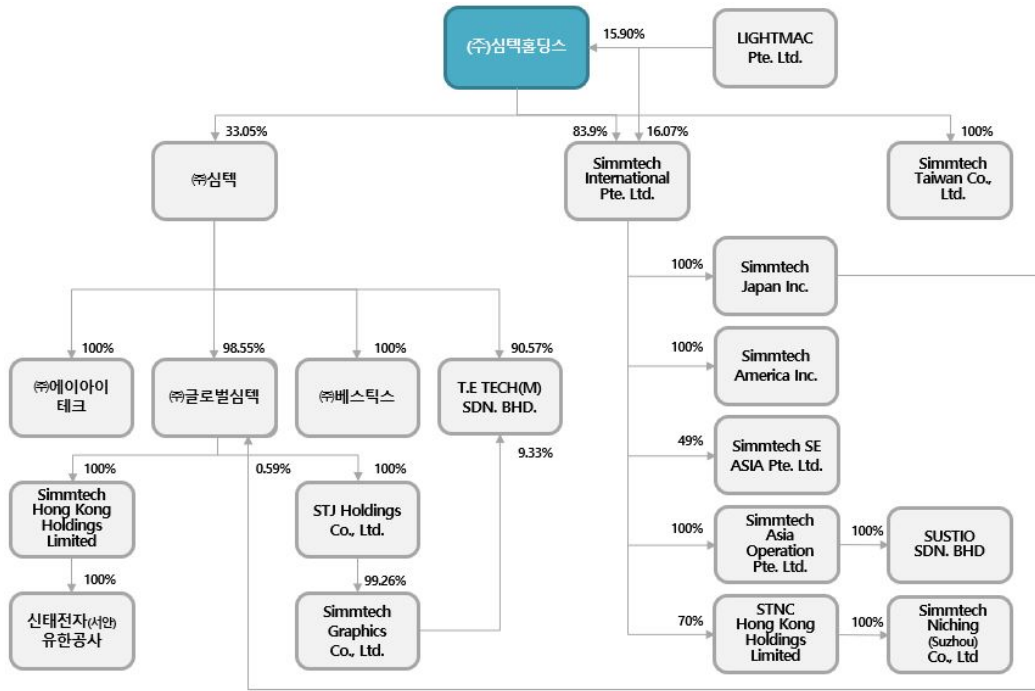 (주)심텍홀딩스
15.90%
LIGHTMAC
Pte. Ltd.
33.05%
83.9%
16.07%
100%
㈜심텍
Simmtech
International
Pte. Ltd.
Simmtech
Taiwan Co.,
Ltd.
100%
Simmtech
Japan Inc.
100%
98.55%
100%
90.57%
100%
Simmtech
America Inc.
㈜에이아이
테크
㈜글로벌심텍
㈜베스틱스
T.E TECH(M)
SDN. BHD.
49%
Simmtech SE
ASIA Pte. Ltd.
100%
0.59%
100%
9.33%
Simmtech
Hong Kong
Holdings
Limited
STJ Holdings
Co., Ltd.
100%
Simmtech
Asia
Operation
Pte. Ltd.
100%
SUSTIO
SDN. BHD
100%
99.26%
신태전자(서안)
유한공사
Simmtech
Graphics
Co., Ltd.
70%
STNC
Hong Kong
Holdings
Limited
100%
Simmtech
Niching
(Suzhou)
Co., Ltd